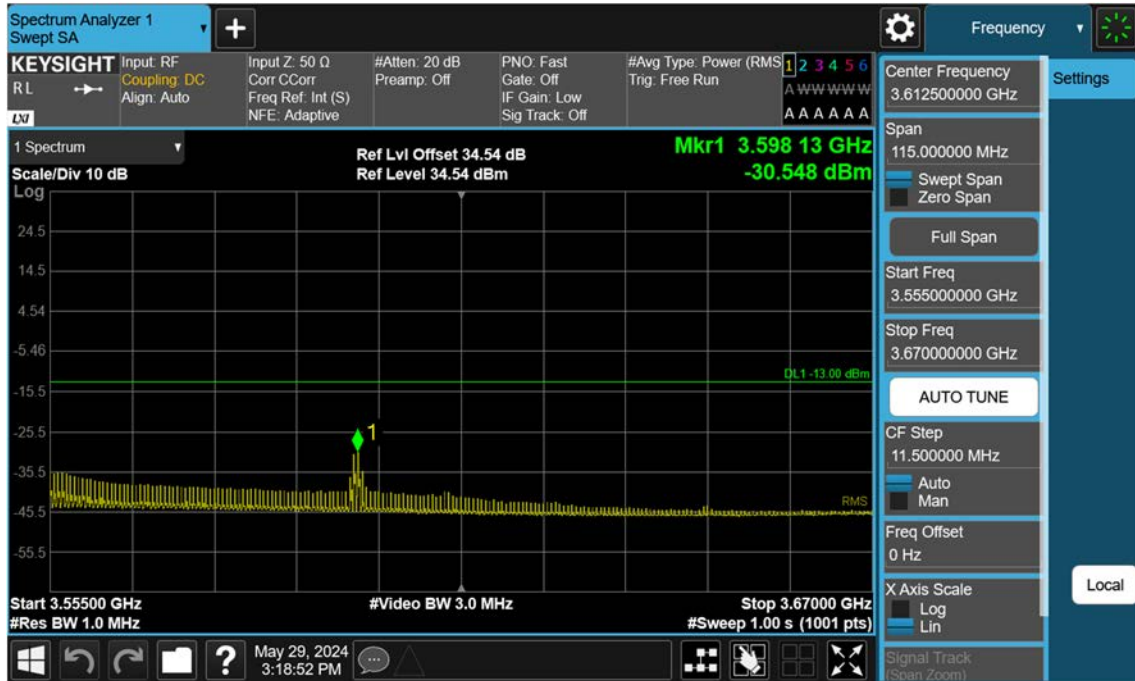 Spectrum Analyzer 1
Swept SA
+
Frequency
KEYSIGHT
R L
LXI
Input: RF
Coupling: DC
Align: Auto
Input Z: 50 Ω
Corr CCorr
Freq Ref: Int (S)
NFE: Adaptive
#Atten: 20 dB
Preamp: Off
PNO: Fast
Gate: Off
IF Gain: Low
Sig Track: Off
#Avg Type: Power (RMS
Trig: Free Run
1 2 3 4 5 6
A W W W W W
A A A A A A
1 Spectrum
Scale/Div 10 dB
Ref Lvl Offset 34.54 dB
Ref Level 34.54 dBm
Mkr1 3.598 13 GHz
-30.548 dBm
Log
24.5
14.5
4.54
-5.46
-15.5
-25.5
-35.5
-45.5
-55.5
DL1 -13.00 dBm
1
RMS
Start 3.55500 GHz
#Res BW 1.0 MHz
#Video BW 3.0 MHz
Stop 3.67000 GHz
#Sweep 1.00 s (1001 pts)
Center Frequency
3.612500000 GHz
Span
115.000000 MHz
Swept Span
Zero Span
Full Span
Start Freq
3.555000000 GHz
Stop Freq
3.670000000 GHz
AUTO TUNE
CF Step
11.500000 MHz
Auto
Man
Freq Offset
0 Hz
X Axis Scale
Log
Lin
Signal Track
(Span Zoom)
Settings
Local
?
May 29, 2024
3:18:52 PM